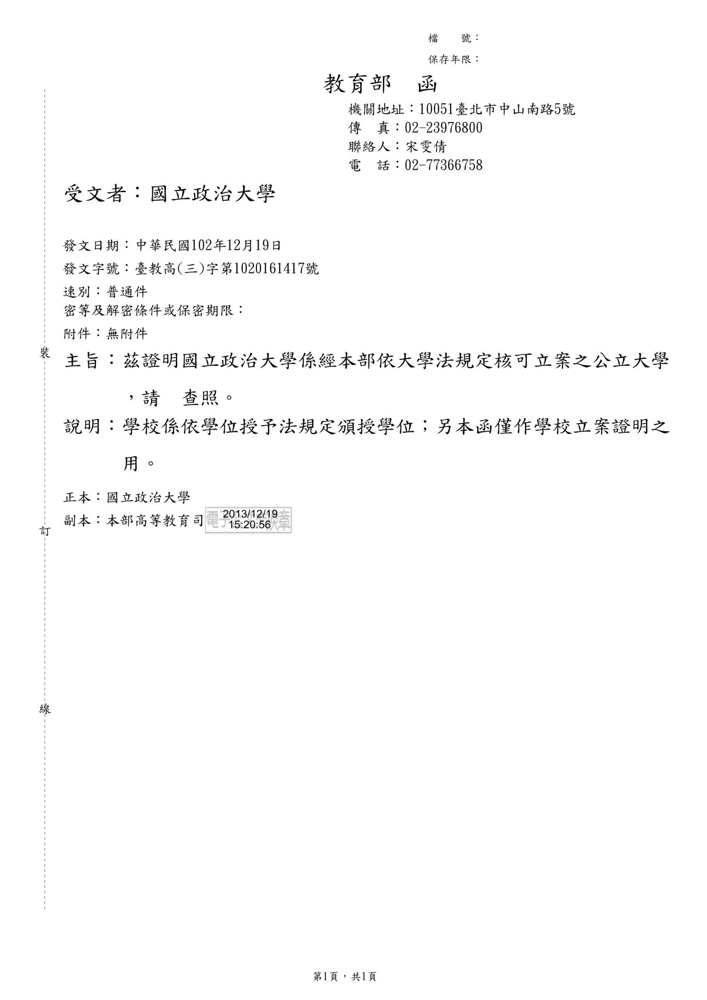 檔　　號：
保存年限：
教育部　函
機關地址：10051臺北市中山南路5號
傳　真：02-23976800
聯絡人：宋雯倩
電　話：02-77366758
受文者：國立政治大學
發文日期：中華民國102年12月19日
發文字號：臺教高(三)字第1020161417號
速別：普通件
密等及解密條件或保密期限：
附件：無附件
主旨：茲證明國立政治大學係經本部依大學法規定核可立案之公立大學
，請　查照。
說明：學校係依學位授予法規定頒授學位；另本函僅作學校立案證明之
用。
正本：國立政治大學
副本：本部高等教育司
電子公文交換章
2013/12/19
15:20:56
裝
訂
線
第1頁，共1頁